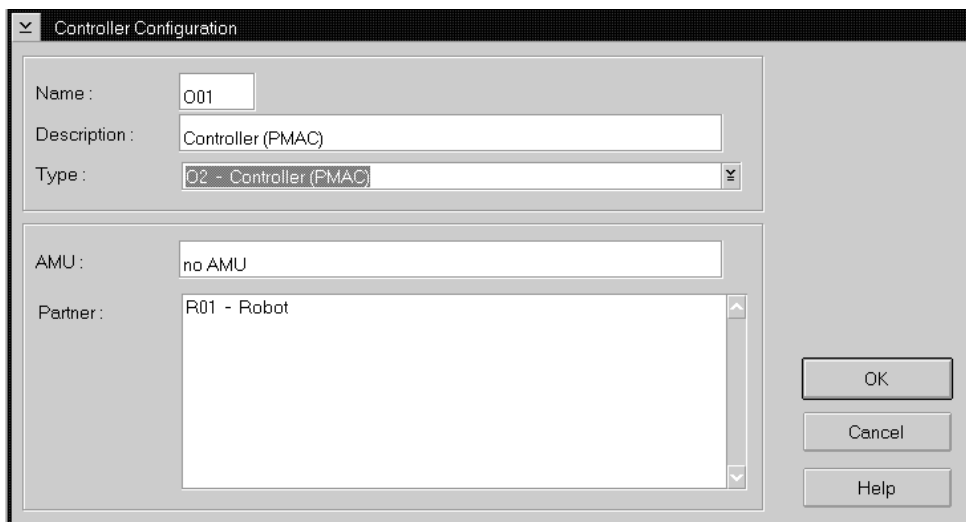 Controller Configuration
Name : O01
Description : Controller (PMAC)
Type : O2 - Controller (PMAC)
AMU : no AMU
Partner : R01 - Robot
OK
Cancel
Help